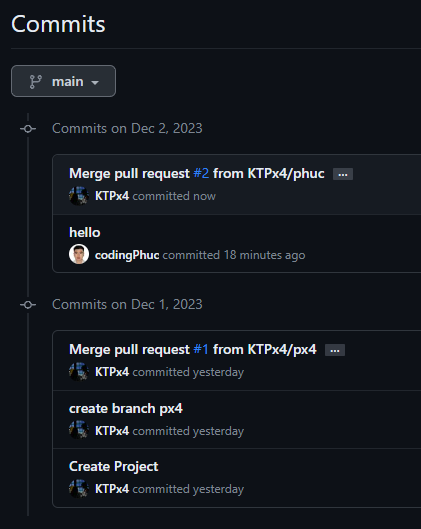 Commits
main
Commits on Dec 2, 2023
Merge pull request #2 from KTPx4/phuc ...
KTPx4 committed now
hello
codingPhuc committed 18 minutes ago
Commits on Dec 1, 2023
Merge pull request #1 from KTPx4/px4 ...
KTPx4 committed yesterday
create branch px4
KTPx4 committed yesterday
Create Project
KTPx4 committed yesterday